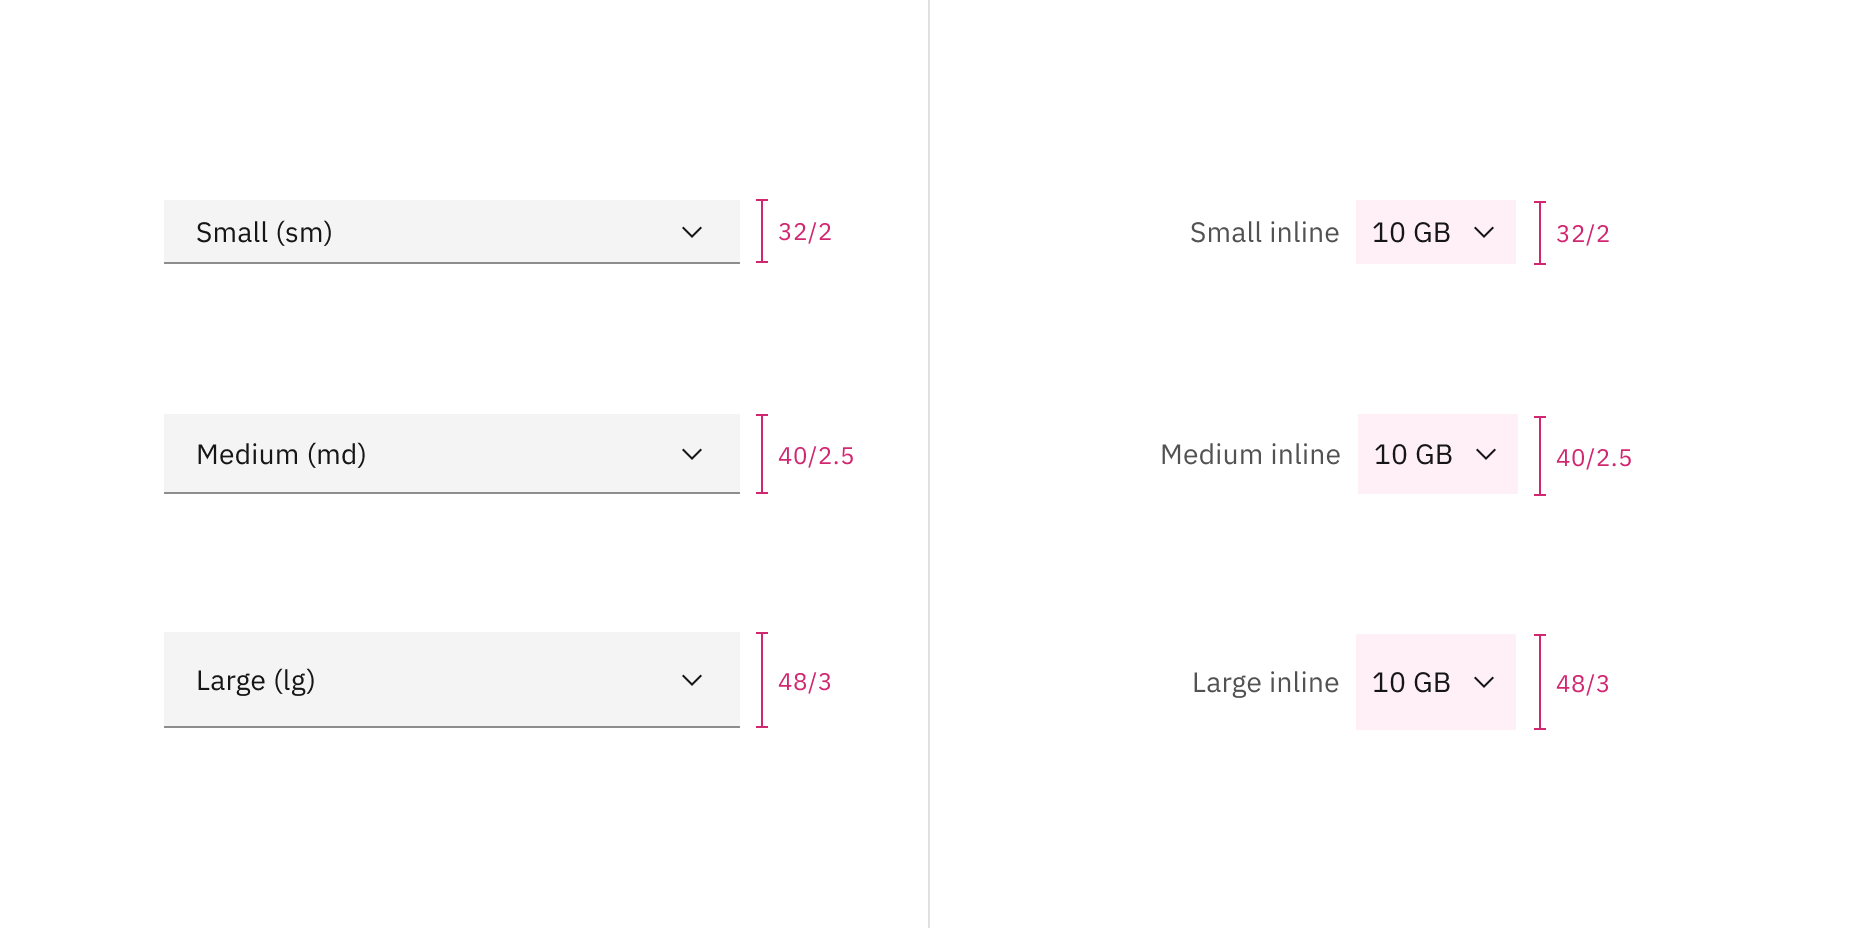 Small (sm)
32/2
Medium (md)
40/2.5
Large (lg)
48/3
Small inline
10 GB
32/2
Medium inline
10 GB
40/2.5
Large inline
10 GB
48/3